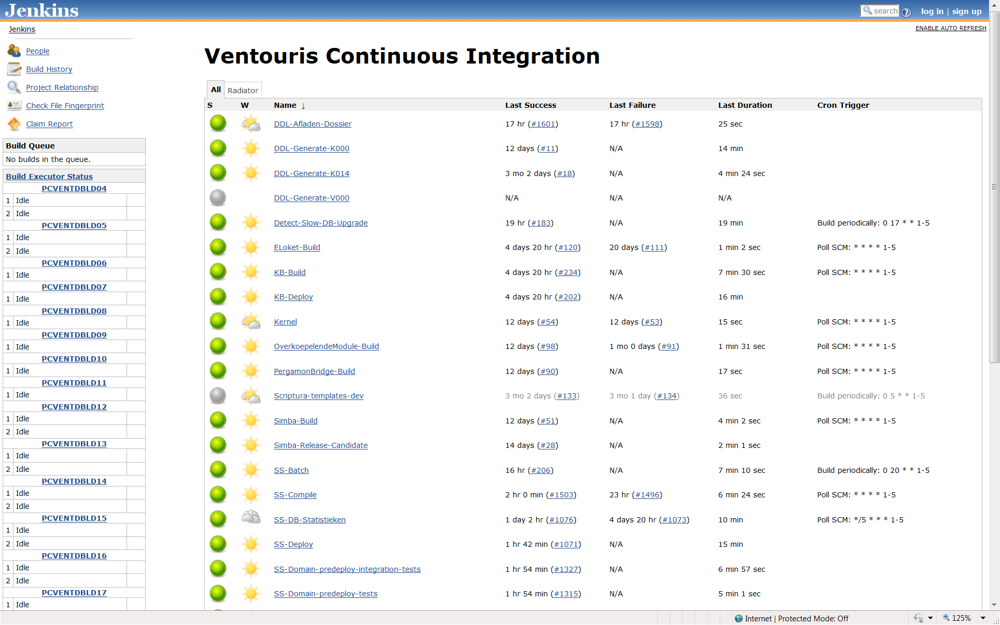 Jenkins
search
log in | sign up
Jenkins
ENABLE AUTO REFRESH
People
Build History
Project Relationship
Check File Fingerprint
Claim Report
Build Queue
No builds in the queue.
Build Executor Status
PCVENTDBLD04
1 Idle
2 Idle
PCVENTDBLD05
1 Idle
2 Idle
PCVENTDBLD06
1 Idle
PCVENTDBLD07
1 Idle
PCVENTDBLD08
1 Idle
PCVENTDBLD09
1 Idle
PCVENTDBLD10
1 Idle
PCVENTDBLD11
1 Idle
PCVENTDBLD12
1 Idle
2 Idle
PCVENTDBLD13
1 Idle
2 Idle
PCVENTDBLD14
1 Idle
2 Idle
PCVENTDBLD15
1 Idle
2 Idle
PCVENTDBLD16
1 Idle
2 Idle
PCVENTDBLD17
1 Idle
Ventouris Continuous Integration
All Radiator
S W Name ↓ Last Success Last Failure Last Duration Cron Trigger
DDL-Afladen-Dossier 17 hr (#1601) 17 hr (#1598) 25 sec
DDL-Generate-K000 12 days (#11) N/A 14 min
DDL-Generate-K014 3 mo 2 days (#18) N/A 4 min 24 sec
DDL-Generate-V000 N/A N/A N/A
Detect-Slow-DB-Upgrade 19 hr (#183) N/A 19 min Build periodically: 0 17 * * 1-5
ELoket-Build 4 days 20 hr (#120) 20 days (#111) 1 min 2 sec Poll SCM: * * * * 1-5
KB-Build 4 days 20 hr (#234) N/A 7 min 30 sec Poll SCM: * * * * 1-5
KB-Deploy 4 days 20 hr (#202) N/A 16 min
Kernel 12 days (#54) 12 days (#53) 15 sec Poll SCM: * * * * 1-5
OverkoepelendeModule-Build 12 days (#98) 1 mo 0 days (#91) 1 min 31 sec Poll SCM: * * * * 1-5
PergamonBridge-Build 12 days (#90) N/A 17 sec Poll SCM: * * * * 1-5
Scriptura-templates-dev 3 mo 2 days (#133) 3 mo 1 day (#134) 36 sec Build periodically: 0 5 * * 1-5
Simba-Build 12 days (#51) N/A 4 min 2 sec Poll SCM: * * * * 1-5
Simba-Release-Candidate 14 days (#28) N/A 2 min 1 sec
SS-Batch 16 hr (#206) N/A 7 min 10 sec Build periodically: 0 20 * * 1-5
SS-Compile 2 hr 0 min (#1503) 23 hr (#1496) 6 min 24 sec Poll SCM: * * * * 1-5
SS-DB-Statistieken 1 day 2 hr (#1076) 4 days 20 hr (#1073) 10 min Poll SCM: */5 * * * 1-5
SS-Deploy 1 hr 42 min (#1071) N/A 15 min
SS-Domain-predeploy-integration-tests 1 hr 54 min (#1327) N/A 6 min 57 sec
SS-Domain-predeploy-tests 1 hr 54 min (#1315) N/A 5 min 1 sec
Internet | Protected Mode: Off
125%